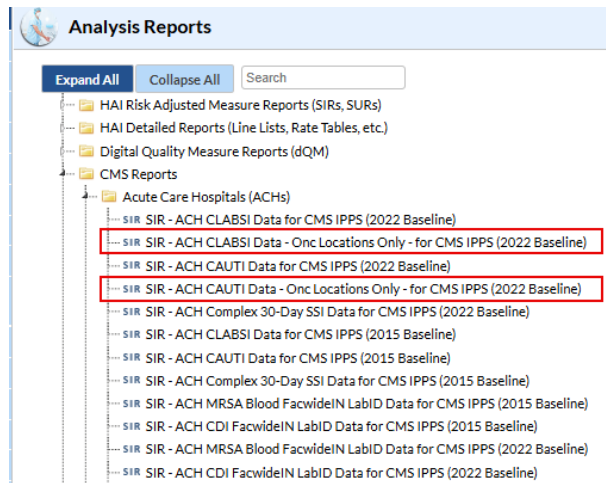 Analysis Reports
Expand All Collapse All Search
HAI Risk Adjusted Measure Reports (SIRs, SURs)
HAI Detailed Reports (Line Lists, Rate Tables, etc.)
Digital Quality Measure Reports (dQM)
CMS Reports
Acute Care Hospitals (ACHs)
SIR SIR - ACH CLABSI Data for CMS IPPS (2022 Baseline)
SIR SIR - ACH CLABSI Data - Onc Locations Only - for CMS IPPS (2022 Baseline)
SIR SIR - ACH CAUTI Data for CMS IPPS (2022 Baseline)
SIR SIR - ACH CAUTI Data - Onc Locations Only - for CMS IPPS (2022 Baseline)
SIR SIR - ACH Complex 30-Day SSI Data for CMS IPPS (2022 Baseline)
SIR SIR - ACH CLABSI Data for CMS IPPS (2015 Baseline)
SIR SIR - ACH CAUTI Data for CMS IPPS (2015 Baseline)
SIR SIR - ACH Complex 30-Day SSI Data for CMS IPPS (2015 Baseline)
SIR SIR - ACH MRSA Blood FacwideIN LabID Data for CMS IPPS (2015 Baseline)
SIR SIR - ACH CDI FacwideIN LabID Data for CMS IPPS (2015 Baseline)
SIR SIR - ACH MRSA Blood FacwideIN LabID Data for CMS IPPS (2022 Baseline)
SIR SIR - ACH CDI FacwideIN LabID Data for CMS IPPS (2022 Baseline)